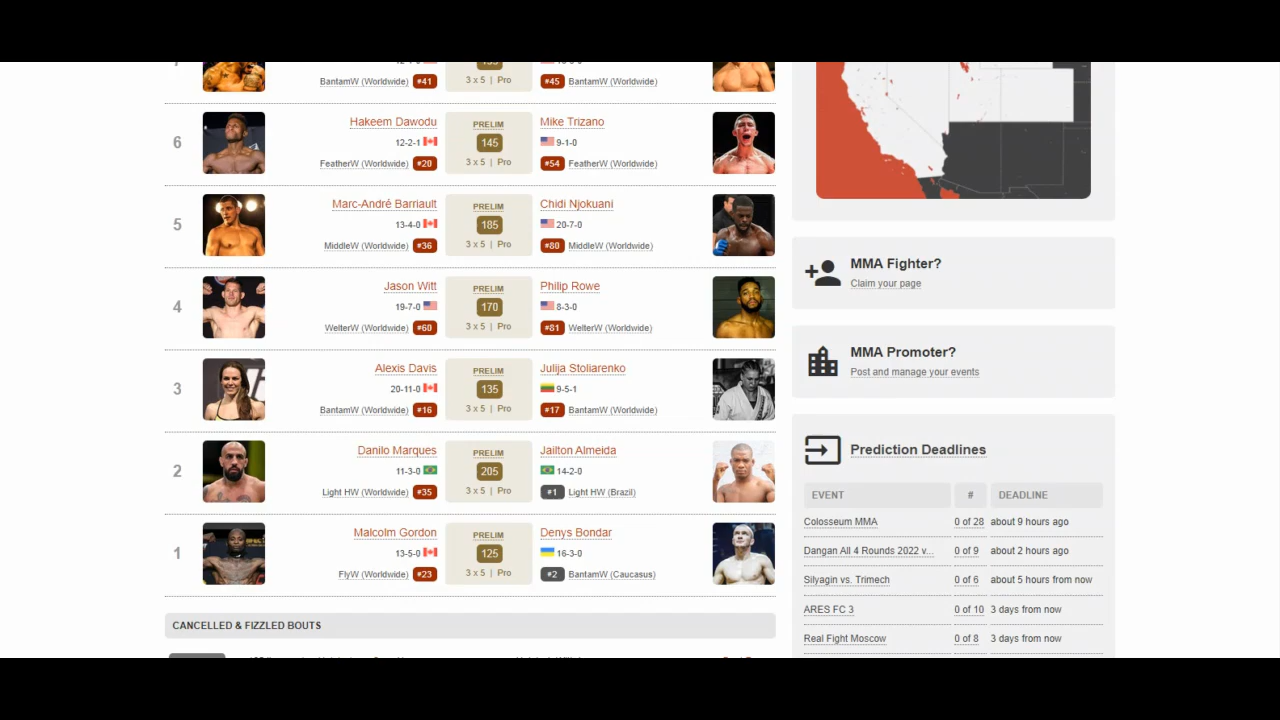 BantamW (Worldwide) #41
3 x 5 | Pro
#45 BantamW (Worldwide)
6
Hakeem Dawodu
12-2-1
FeatherW (Worldwide) #20
PRELIM
145
3 x 5 | Pro
Mike Trizano
9-1-0
#54 FeatherW (Worldwide)
5
Marc-André Barriault
13-4-0
MiddleW (Worldwide) #36
PRELIM
185
3 x 5 | Pro
Chidi Njokuani
20-7-0
#80 MiddleW (Worldwide)
4
Jason Witt
19-7-0
WelterW (Worldwide) #60
PRELIM
170
3 x 5 | Pro
Philip Rowe
8-3-0
#81 WelterW (Worldwide)
3
Alexis Davis
20-11-0
BantamW (Worldwide) #16
PRELIM
135
3 x 5 | Pro
Julija Stoliarenko
9-5-1
#17 BantamW (Worldwide)
2
Danilo Marques
11-3-0
Light HW (Worldwide) #35
PRELIM
205
3 x 5 | Pro
Jailton Almeida
14-2-0
#1 Light HW (Brazil)
1
Malcolm Gordon
13-5-0
FlyW (Worldwide) #23
PRELIM
125
3 x 5 | Pro
Denys Bondar
16-3-0
#2 BantamW (Caucasus)
CANCELLED & FIZZLED BOUTS
MMA Fighter?
Claim your page
MMA Promoter?
Post and manage your events
Prediction Deadlines
EVENT # DEADLINE
Colosseum MMA 0 of 28 about 9 hours ago
Dangan All 4 Rounds 2022 v... 0 of 9 about 2 hours ago
Silyagin vs. Trimech 0 of 6 about 5 hours from now
ARES FC 3 0 of 10 3 days from now
Real Fight Moscow 0 of 8 3 days from now